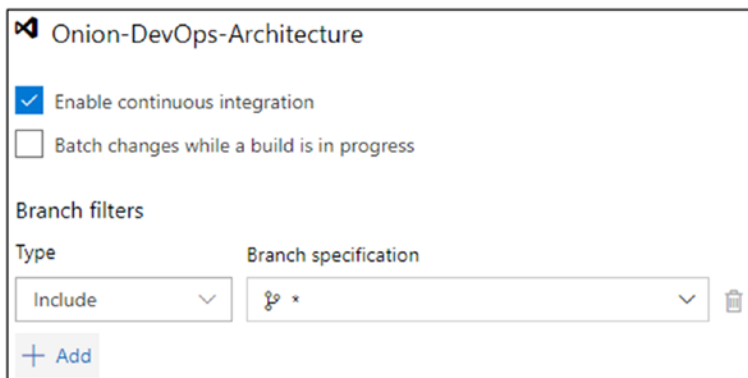 Onion-DevOps-Architecture
Enable continuous integration
Batch changes while a build is in progress
Branch filters
Type Branch specification
Include *
+ Add